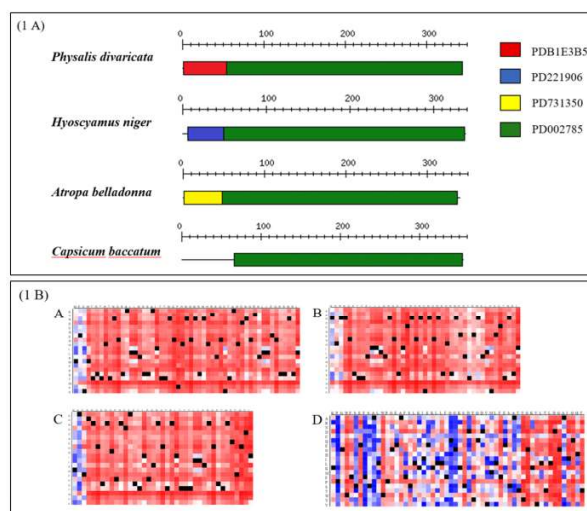 (1 A)
0 100 200 300
Physalis divaricata
PDB1E3B5
0 100 200 300
PD221906
Hyoscyamus niger
PD731350
0 100 200 300
PD002785
Atropa belladonna
0 100 200 300
Capsicum baccatum
(1 B)
A
B
C
D